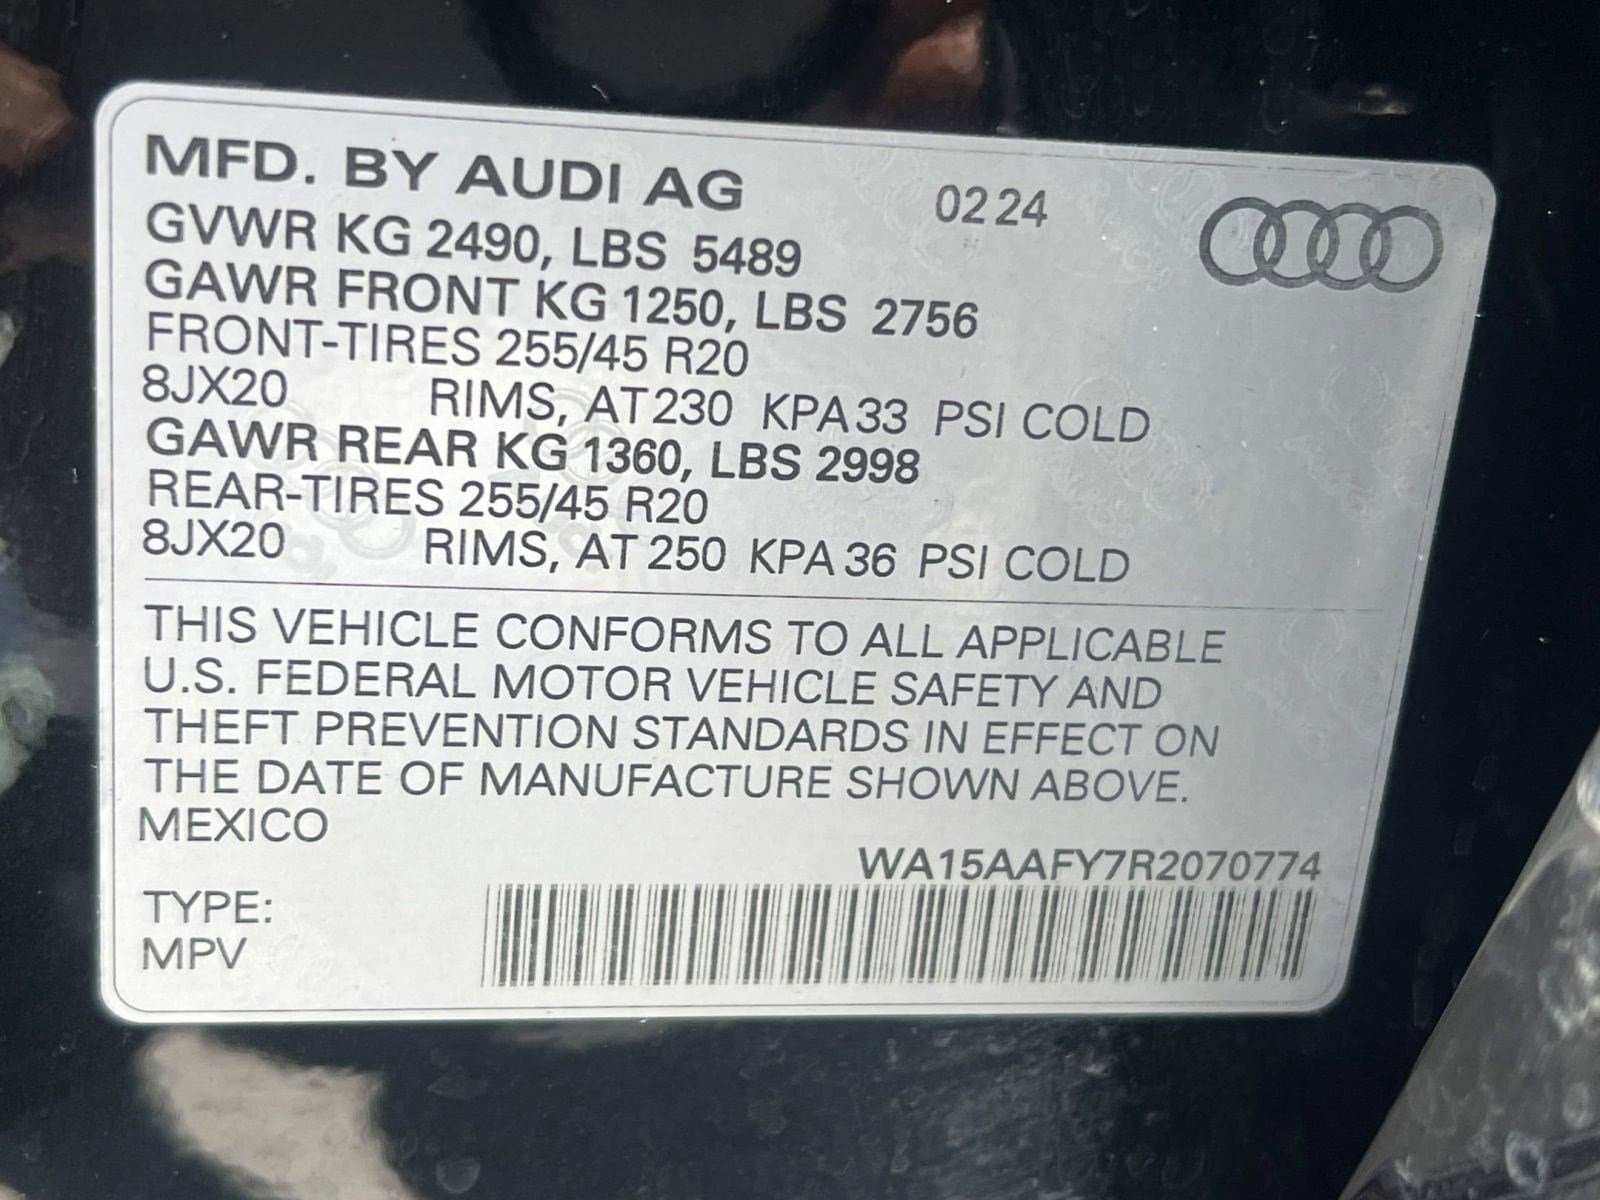 MFD. BY AUDI AG 02 24
GVWR KG 2490, LBS 5489
GAWR FRONT KG 1250, LBS 2756
FRONT-TIRES 255/45 R20
8JX20 RIMS, AT 230 KPA 33 PSI COLD
GAWR REAR KG 1360, LBS 2998
REAR-TIRES 255/45 R20
8JX20 RIMS, AT 250 KPA 36 PSI COLD
THIS VEHICLE CONFORMS TO ALL APPLICABLE
U.S. FEDERAL MOTOR VEHICLE SAFETY AND
THEFT PREVENTION STANDARDS IN EFFECT ON
THE DATE OF MANUFACTURE SHOWN ABOVE.
MEXICO
WA15AAFY7R2070774
TYPE:
MPV